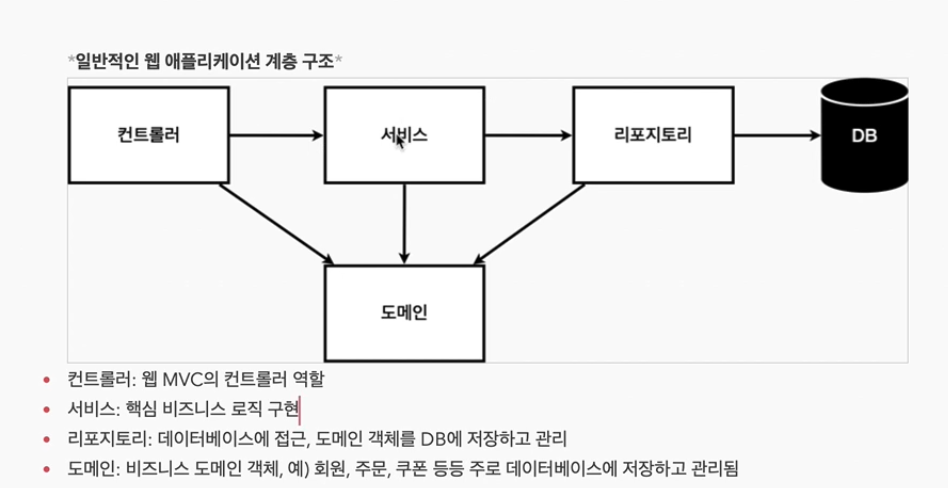 *일반적인 웹 애플리케이션 계층 구조*
컨트롤러
서비스
리포지토리
DB
도메인
• 컨트롤러: 웹 MVC의 컨트롤러 역할
• 서비스: 핵심 비즈니스 로직 구현
• 리포지토리: 데이터베이스에 접근, 도메인 객체를 DB에 저장하고 관리
• 도메인: 비즈니스 도메인 객체, 예) 회원, 주문, 쿠폰 등등 주로 데이터베이스에 저장하고 관리됨